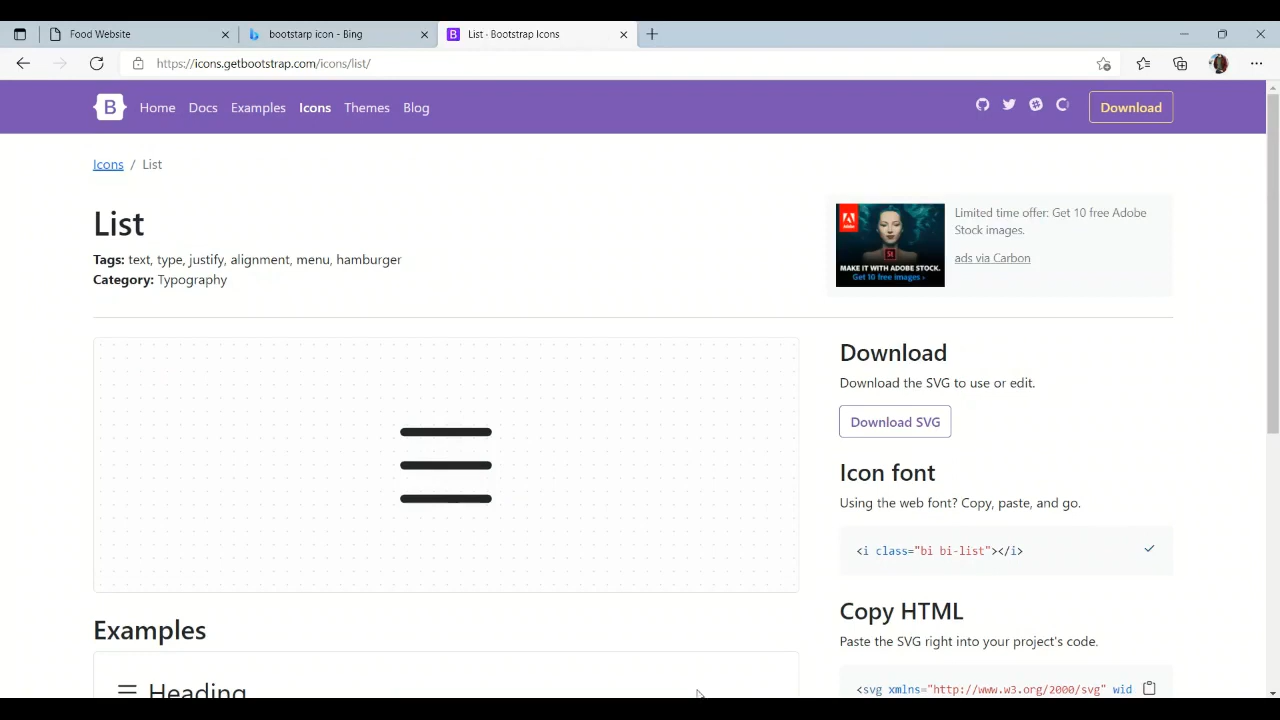 Food Website
bootstarp icon - Bing
List · Bootstrap Icons
https://icons.getbootstrap.com/icons/list/
B Home Docs Examples Icons Themes Blog
Download
Icons / List
List
Tags: text, type, justify, alignment, menu, hamburger
Category: Typography
MAKE IT WITH ADOBE STOCK.
Get 10 free images ›
Limited time offer: Get 10 free Adobe
Stock images.
ads via Carbon
Download
Download the SVG to use or edit.
Download SVG
Icon font
Using the web font? Copy, paste, and go.
<i class="bi bi-list"></i>
Copy HTML
Paste the SVG right into your project's code.
<svg xmlns="http://www.w3.org/2000/svg" wid
Examples
Heading